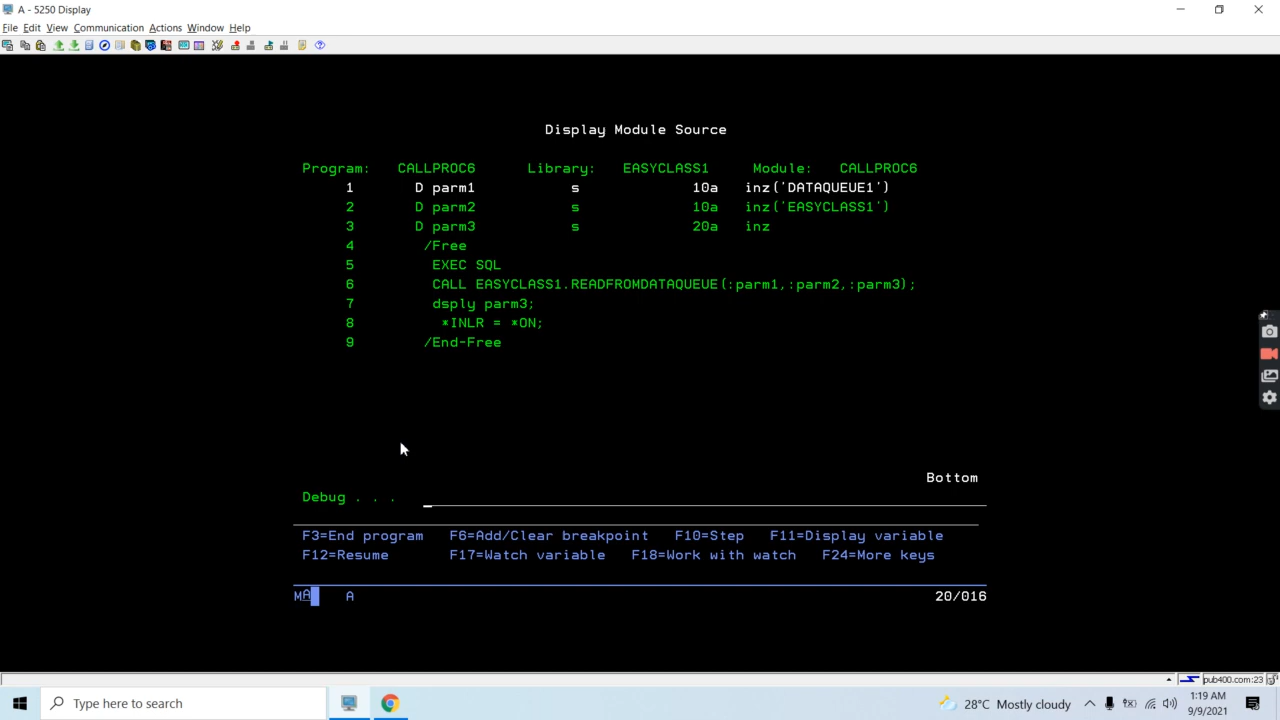 A - 5250 Display
File Edit View Communication Actions Window Help
Display Module Source
Program: CALLPROC6 Library: EASYCLASS1 Module: CALLPROC6
1 D parm1 s 10a inz('DATAQUEUE1')
2 D parm2 s 10a inz('EASYCLASS1')
3 D parm3 s 20a inz
4 /Free
5 EXEC SQL
6 CALL EASYCLASS1.READFROMDATAQUEUE(:parm1,:parm2,:parm3);
7 dsply parm3;
8 *INLR = *ON;
9 /End-Free
Bottom
Debug . . .
F3=End program F6=Add/Clear breakpoint F10=Step F11=Display variable
F12=Resume F17=Watch variable F18=Work with watch F24=More keys
MA A 20/016
pub400.com:23
Type here to search
28°C Mostly cloudy
1:19 AM
9/9/2021